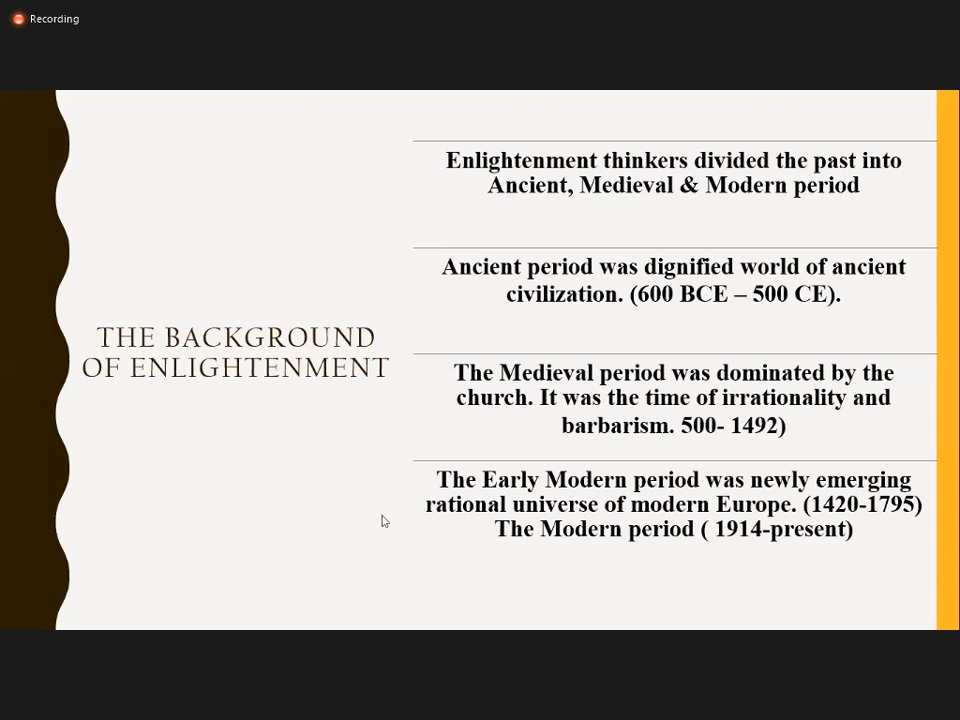 Recording
THE BACKGROUND
OF ENLIGHTENMENT
Enlightenment thinkers divided the past into
Ancient, Medieval & Modern period
Ancient period was dignified world of ancient
civilization. (600 BCE – 500 CE).
The Medieval period was dominated by the
church. It was the time of irrationality and
barbarism. 500- 1492)
The Early Modern period was newly emerging
rational universe of modern Europe. (1420-1795)
The Modern period ( 1914-present)